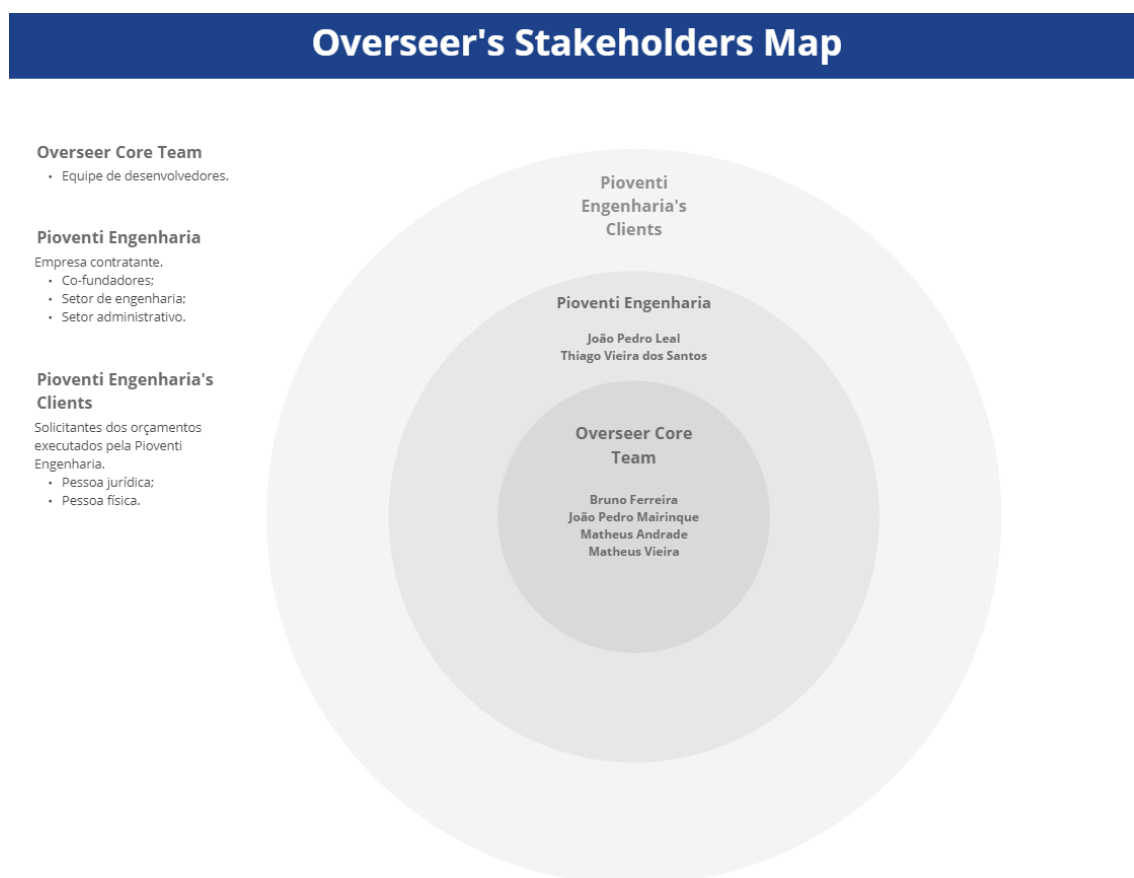 Overseer's Stakeholders Map
Overseer Core Team
• Equipe de desenvolvedores.
Pioventi Engenharia
Empresa contratante.
• Co-fundadores;
• Setor de engenharia;
• Setor administrativo.
Pioventi Engenharia's
Clients
Solicitantes dos orçamentos
executados pela Pioventi
Engenharia.
• Pessoa jurídica;
• Pessoa física.
Pioventi
Engenharia's
Clients
Pioventi Engenharia
João Pedro Leal
Thiago Vieira dos Santos
Overseer Core
Team
Bruno Ferreira
João Pedro Mairinque
Matheus Andrade
Matheus Vieira